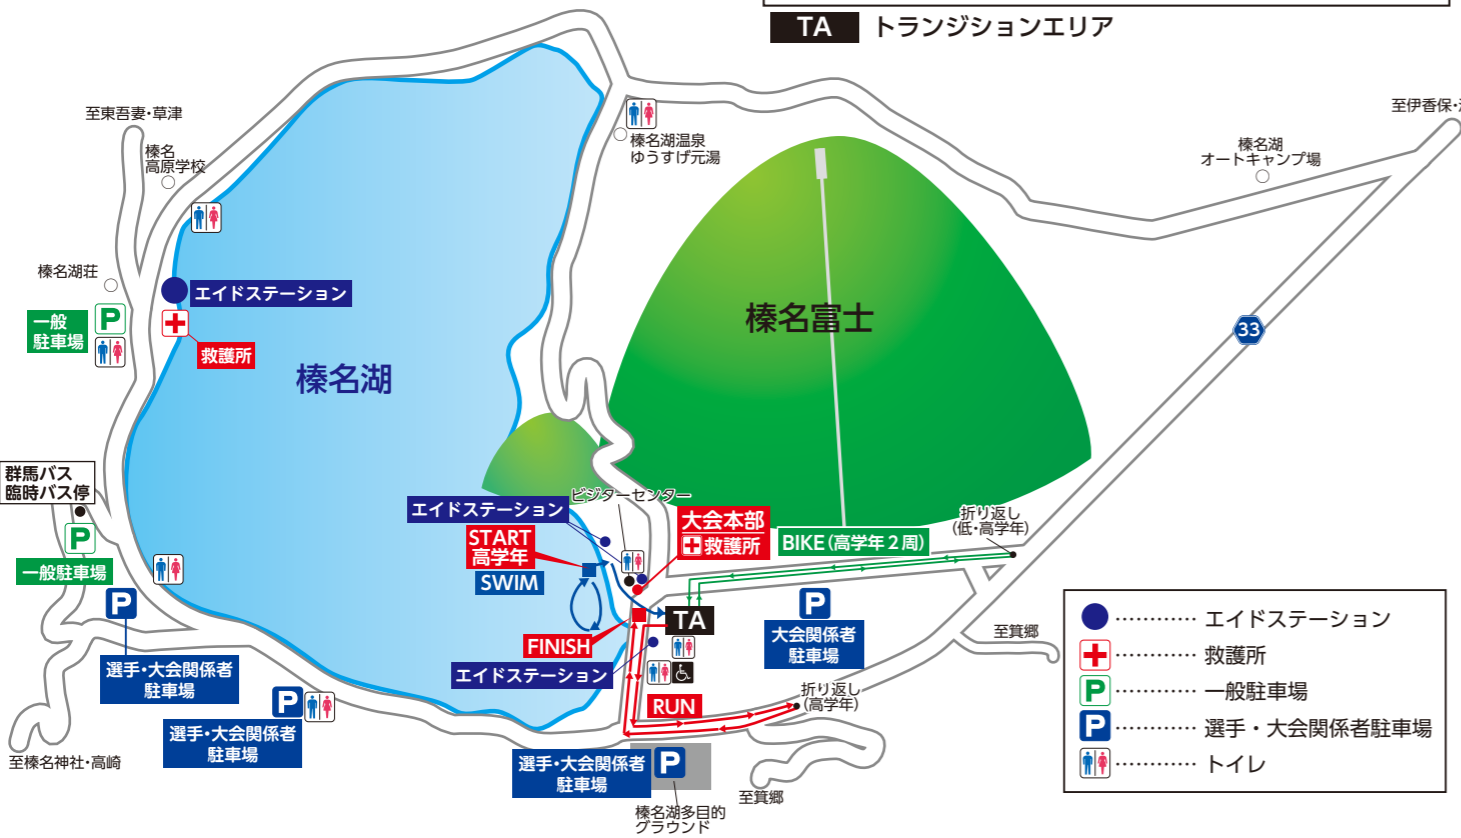 TA トランジションエリア
至東吾妻・草津
榛名
高原学校
榛名湖温泉
ゆうすげ元湯
至伊香保・
榛名湖
オートキャンプ場
榛名湖荘
エイドステーション
一般
駐車場
P
救護所
榛名湖
榛名富士
33
群馬バス
臨時バス停
P
一般駐車場
エイドステーション
ビジターセンター
START
高学年
SWIM
大会本部
救護所
BIKE(高学年2周)
折り返し
(低・高学年)
P
選手・大会関係者
駐車場
FINISH
TA
エイドステーション
P
大会関係者
駐車場
至箕郷
RUN
折り返し
(高学年)
P
選手・大会関係者
駐車場
選手・大会関係者
駐車場
P
至榛名神社・高崎
榛名湖多目的
グラウンド
至箕郷
………… エイドステーション
………… 救護所
P ………… 一般駐車場
P ………… 選手・大会関係者駐車場
………… トイレ